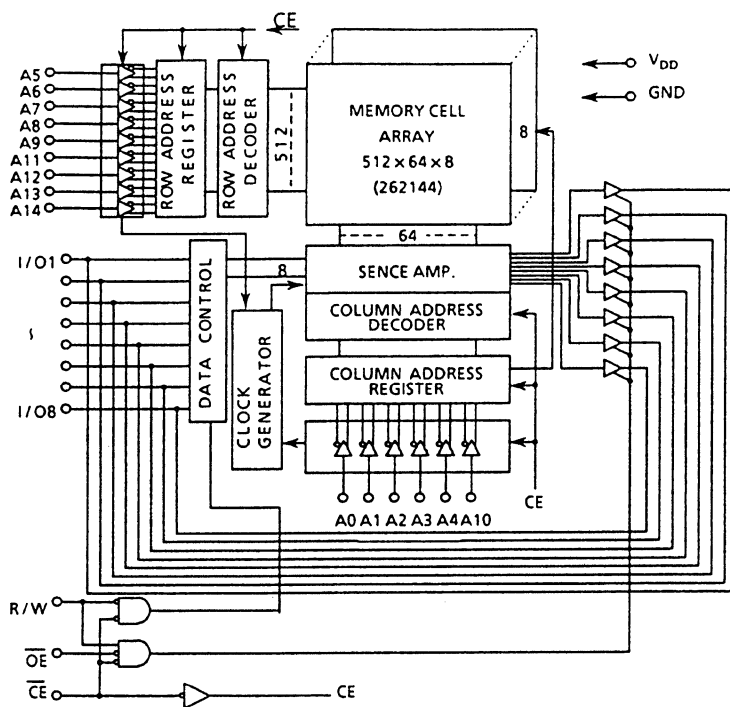 CE
A5
A6
A7
A8
A9
A11
A12
A13
A14
ROW ADDRESS
REGISTER
ROW ADDRESS
DECODER
512
MEMORY CELL
ARRAY
512×64×8
(262144)
8
VDD
GND
64
I/O1
I/O8
DATA CONTROL
8
SENCE AMP.
COLUMN ADDRESS
DECODER
CLOCK
GENERATOR
COLUMN ADDRESS
REGISTER
A0 A1 A2 A3 A4 A10
CE
R/W
OE
CE
CE